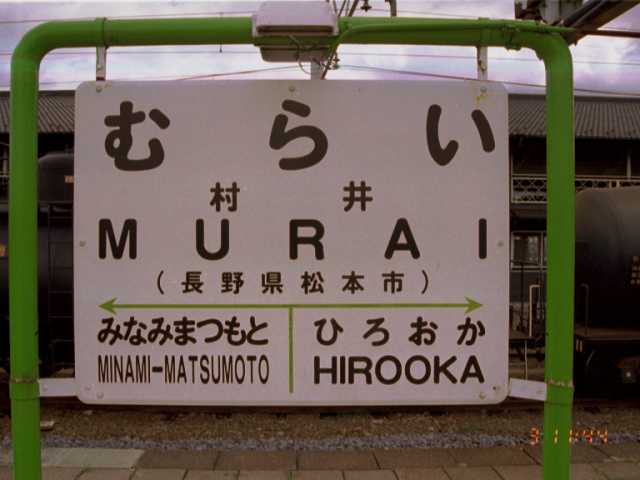 むらい
村井
MURAI
(長野県松本市)
みなみまつもと ひろおか
MINAMI-MATSUMOTO HIROOKA